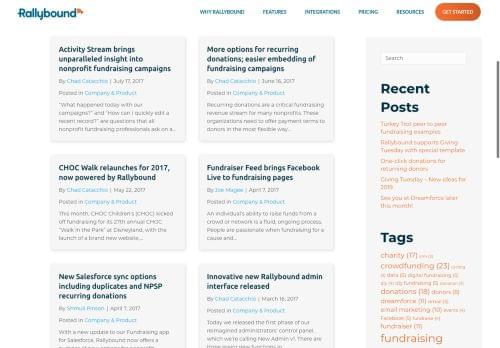 Rallybound
WHY RALLYBOUND
FEATURES
INTEGRATIONS
PRICING
RESOURCES
GET STARTED
Activity Stream brings
unparalleled insight into
nonprofit fundraising campaigns
By Chad Catacchio | July 17, 2017
Posted in Company & Product
"What happened today with our
campaigns?" and "How can I quickly edit a
recent record?" are questions that all
nonprofit fundraising professionals ask on a...
More options for recurring
donations; easier embedding of
fundraising campaigns
By Chad Catacchio | June 16, 2017
Posted in Company & Product
Recurring donations are a critical fundraising
revenue stream for many nonprofits. These
organizations need to offer payment terms to
donors in the most flexible way...
CHOC Walk relaunches for 2017,
now powered by Rallybound
By Chad Catacchio | May 22, 2017
Posted in Company & Product
This month, CHOC Children's (CHOC) kicked
off fundraising for its 27th annual CHOC
"Walk in the Park" at Disneyland, with the
launch of a brand new website,...
Fundraiser Feed brings Facebook
Live to fundraising pages
By Joe Magee | April 7, 2017
Posted in Company & Product
An individual's ability to raise funds from a
crowd or network is a fluid, ongoing process.
People are passionate when fundraising for a
cause and...
New Salesforce sync options
including duplicates and NPSP
recurring donations
By Shmuli Pinson | April 7, 2017
Posted in Company & Product
With a new update to our Fundraising app
for Salesforce, Rallybound now offers a
Innovative new Rallybound admin
interface released
By Chad Catacchio | March 16, 2017
Posted in Company & Product
Today we released the first phase of our
reimagined administrators' control panel,
which we're calling New Admin v1. There are
Search
Recent
Posts
Turkey Trot peer to peer
fundraising examples
Rallybound supports Giving
Tuesday with special template
One-click donations for
returning donors
Giving Tuesday – New ideas for
2019
See you at Dreamforce later
this month!
Tags
charity (17)
crowdfunding (23)
(4) data (5) digital fundraising (5)
donations (18) donors (8)
dreamforce (11) email (5)
email marketing (10) events (4)
Facebook (5) fundraise (4)
fundraiser (11)
fundraising